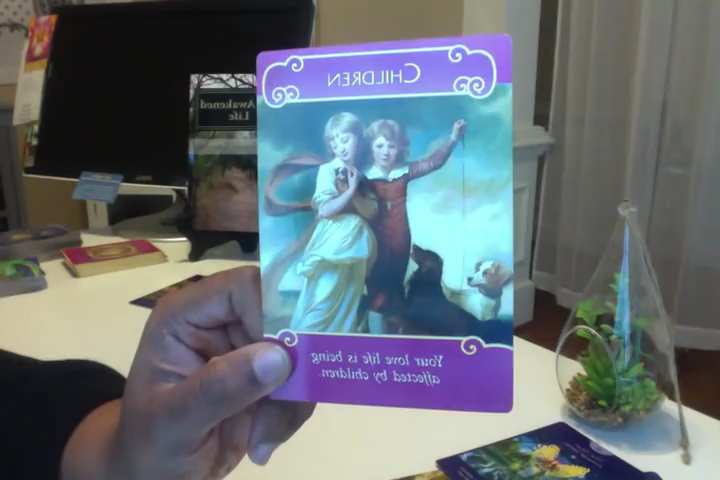 CHILDREN
Your love life is being
affected by children.
Awakened
Life